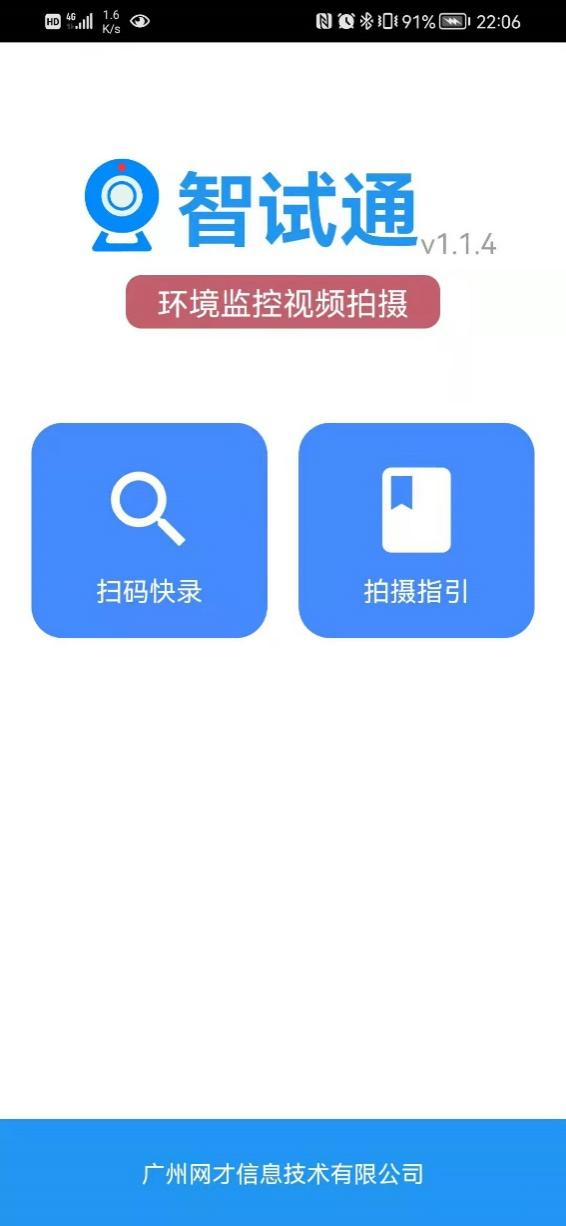 HD 4G 1.6 K/s 91% 22:06
智试通 v1.1.4
环境监控视频拍摄
扫码快录 拍摄指引
广州网才信息技术有限公司